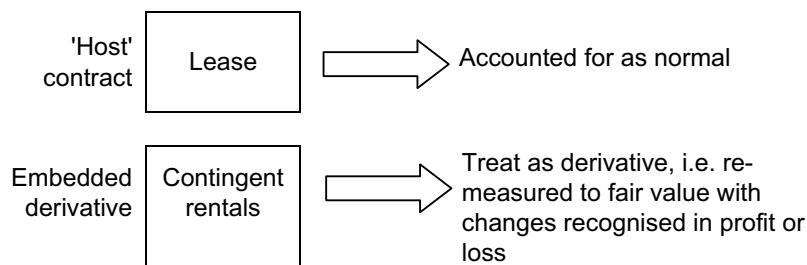 'Host'
contract
Lease
Accounted for as normal
Embedded
derivative
Contingent
rentals
Treat as derivative, i.e. re-
measured to fair value with
changes recognised in profit or
loss